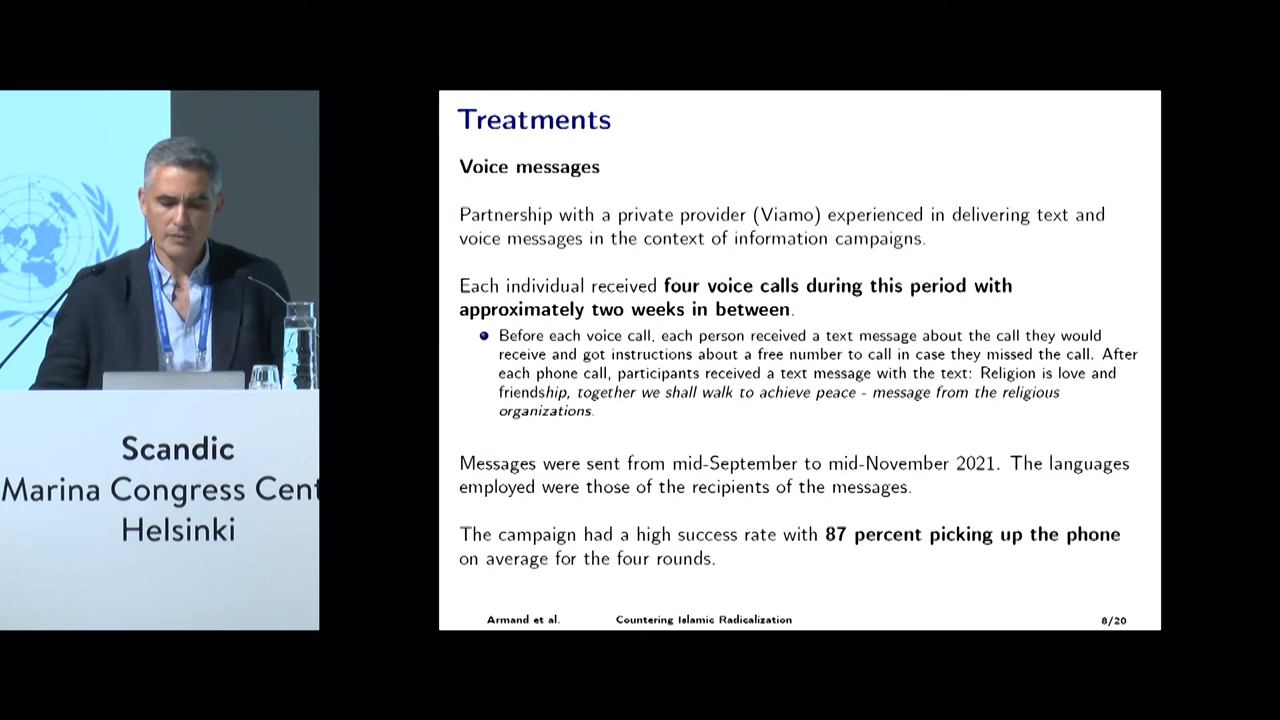 Scandic
Marina Congress Cent
Helsinki
Treatments
Voice messages
Partnership with a private provider (Viamo) experienced in delivering text and
voice messages in the context of information campaigns.
Each individual received four voice calls during this period with
approximately two weeks in between.
Before each voice call, each person received a text message about the call they would
receive and got instructions about a free number to call in case they missed the call. After
each phone call, participants received a text message with the text: Religion is love and
friendship, together we shall walk to achieve peace - message from the religious
organizations.
Messages were sent from mid-September to mid-November 2021. The languages
employed were those of the recipients of the messages.
The campaign had a high success rate with 87 percent picking up the phone
on average for the four rounds.
Armand et al. Countering Islamic Radicalization 8/20